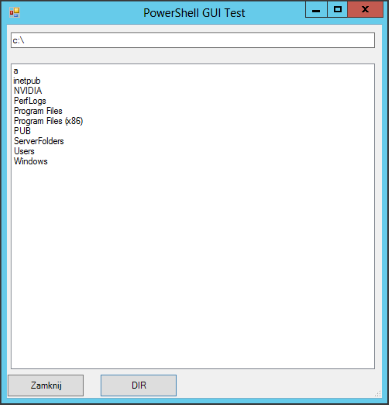 PowerShell GUI Test
c:\
a
inetpub
NVIDIA
PerfLogs
Program Files
Program Files (x86)
PUB
ServerFolders
Users
Windows
Zamknij
DIR